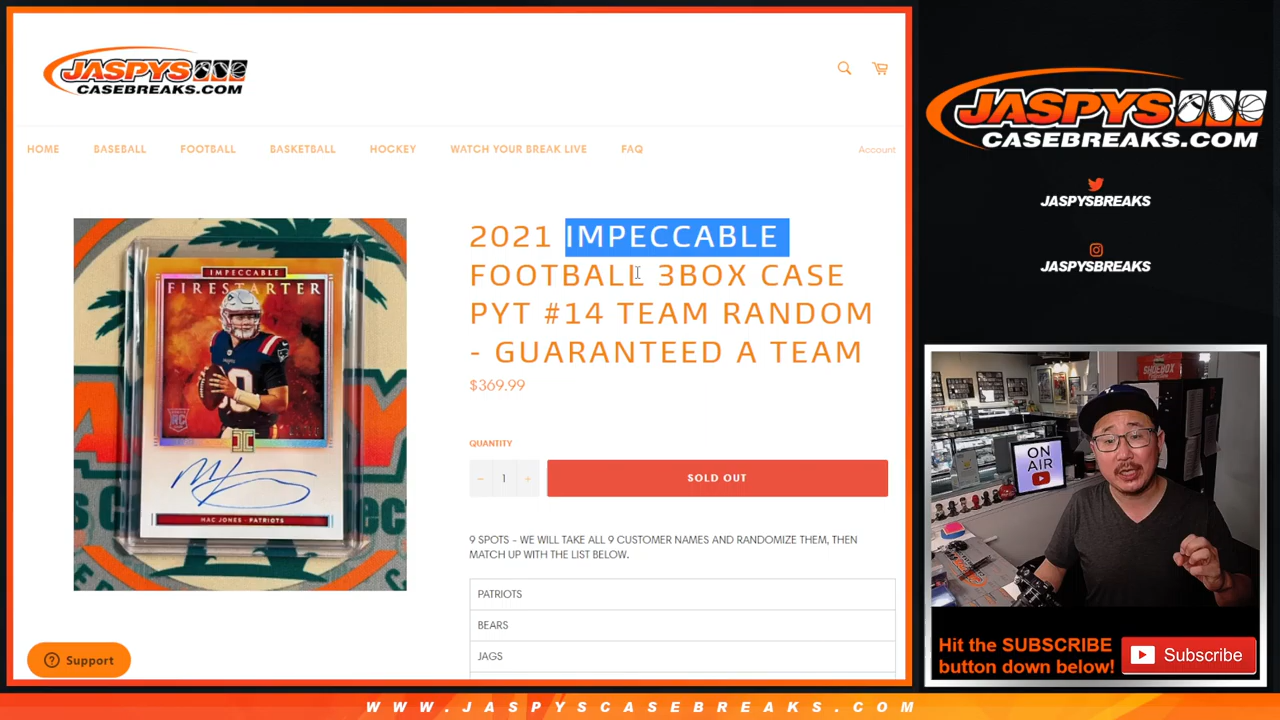 JASPYS
CASEBREAKS.COM
HOME
BASEBALL
FOOTBALL
BASKETBALL
HOCKEY
WATCH YOUR BREAK LIVE
FAQ
Account
IMPECCABLE
FIRESTARTER
RC
MAC JONES - PATRIOTS
2021 IMPECCABLE
FOOTBALL 3BOX CASE
PYT #14 TEAM RANDOM
- GUARANTEED A TEAM
$369.99
QUANTITY
− 1 +
SOLD OUT
9 SPOTS - WE WILL TAKE ALL 9 CUSTOMER NAMES AND RANDOMIZE THEM, THEN
MATCH UP WITH THE LIST BELOW.
PATRIOTS
BEARS
JAGS
Support
JASPYS
CASEBREAKS.COM
JASPYSBREAKS
JASPYSBREAKS
SHOEBOX
ON
AIR
Hit the SUBSCRIBE
button down below!
Subscribe
WWW.JASPYSCASEBREAKS.COM